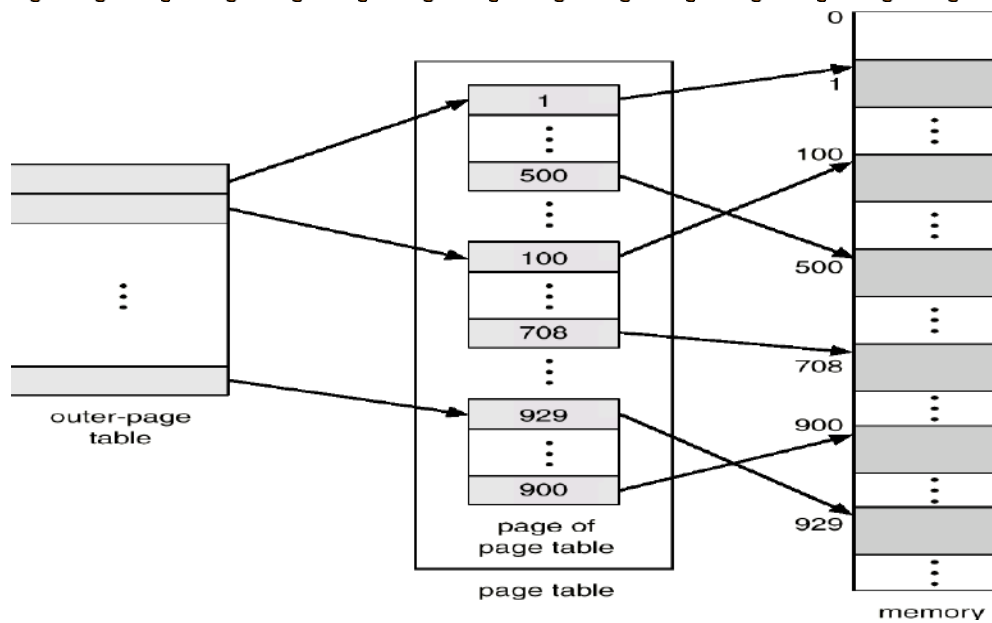 outer-page
table
1
500
100
708
929
900
page of
page table
page table
0
1
100
500
708
900
929
memory